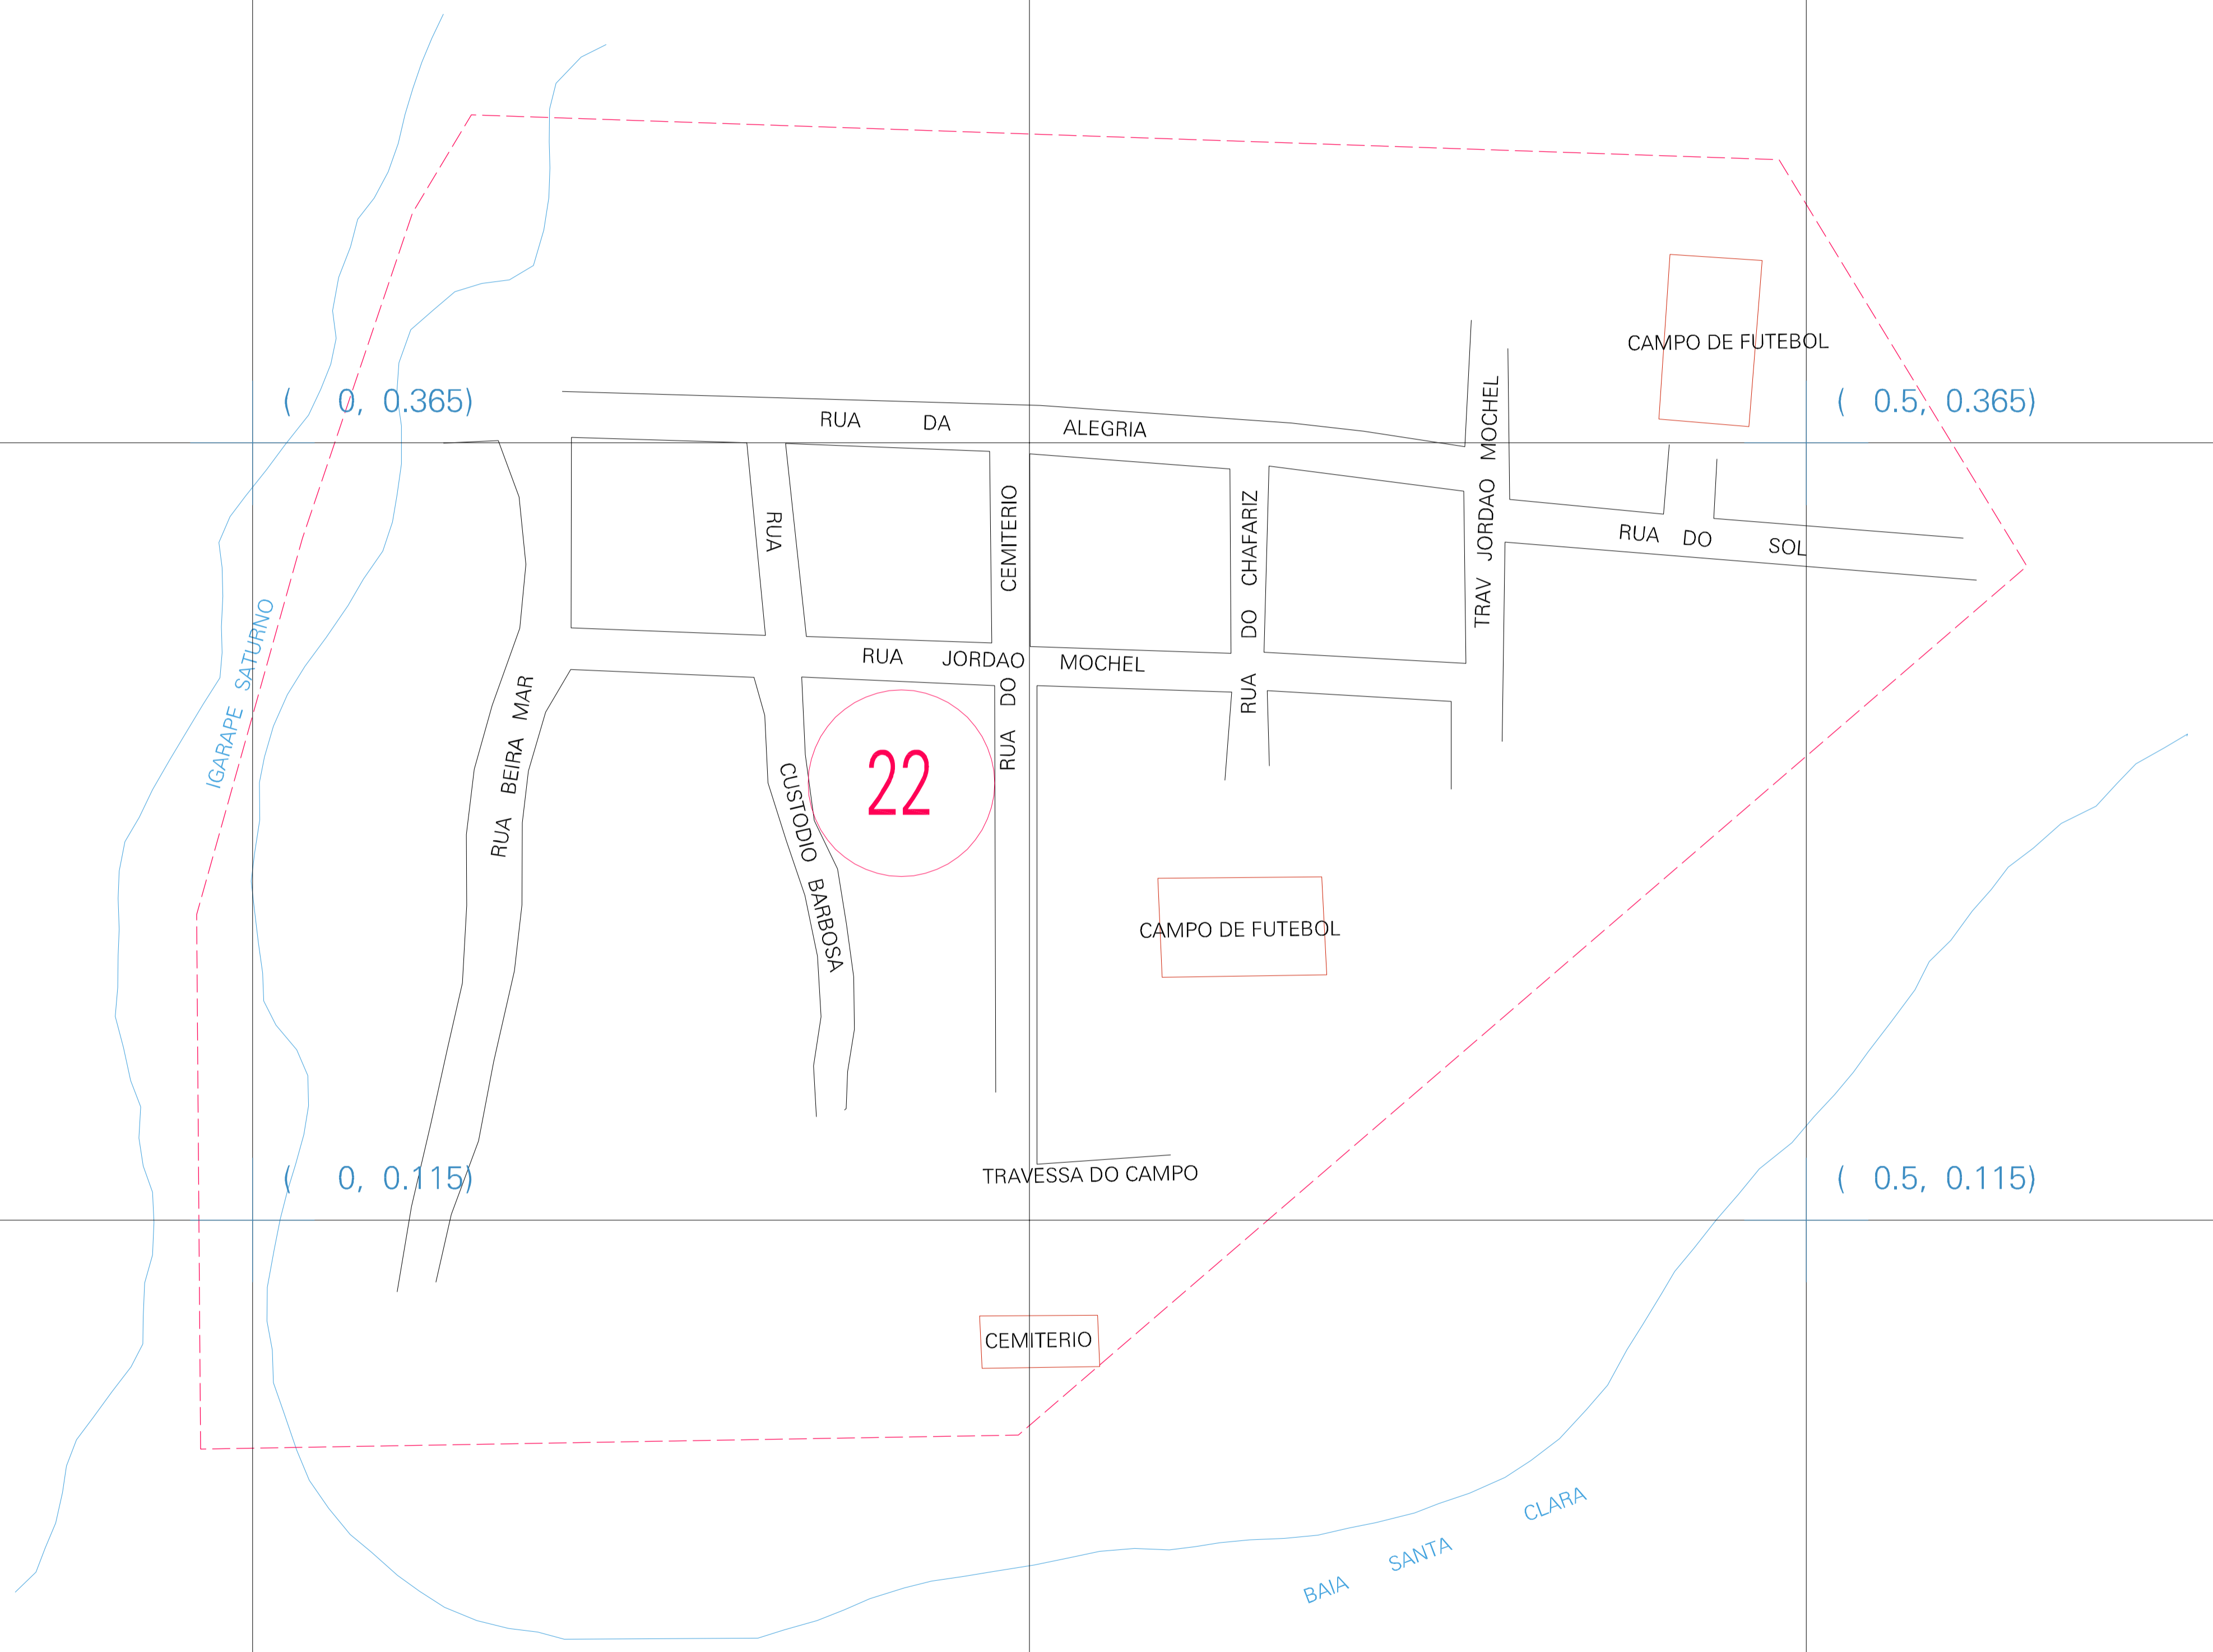 CAMPO DE FUTEBOL
( 0, 0.365)
( 0.5, 0.365)
RUA DA ALEGRIA
TRAV JORDAO MOCHEL
RUA DO SOL
RUA CUSTODIO BARBOSA
RUA DO CEMITERIO
RUA DO CHAFARIZ
IGARAPE SATURNO
RUA JORDAO MOCHEL
RUA BEIRA MAR
22
CAMPO DE FUTEBOL
( 0, 0.115)
TRAVESSA DO CAMPO
( 0.5, 0.115)
CEMITERIO
BAIA SANTA CLARA